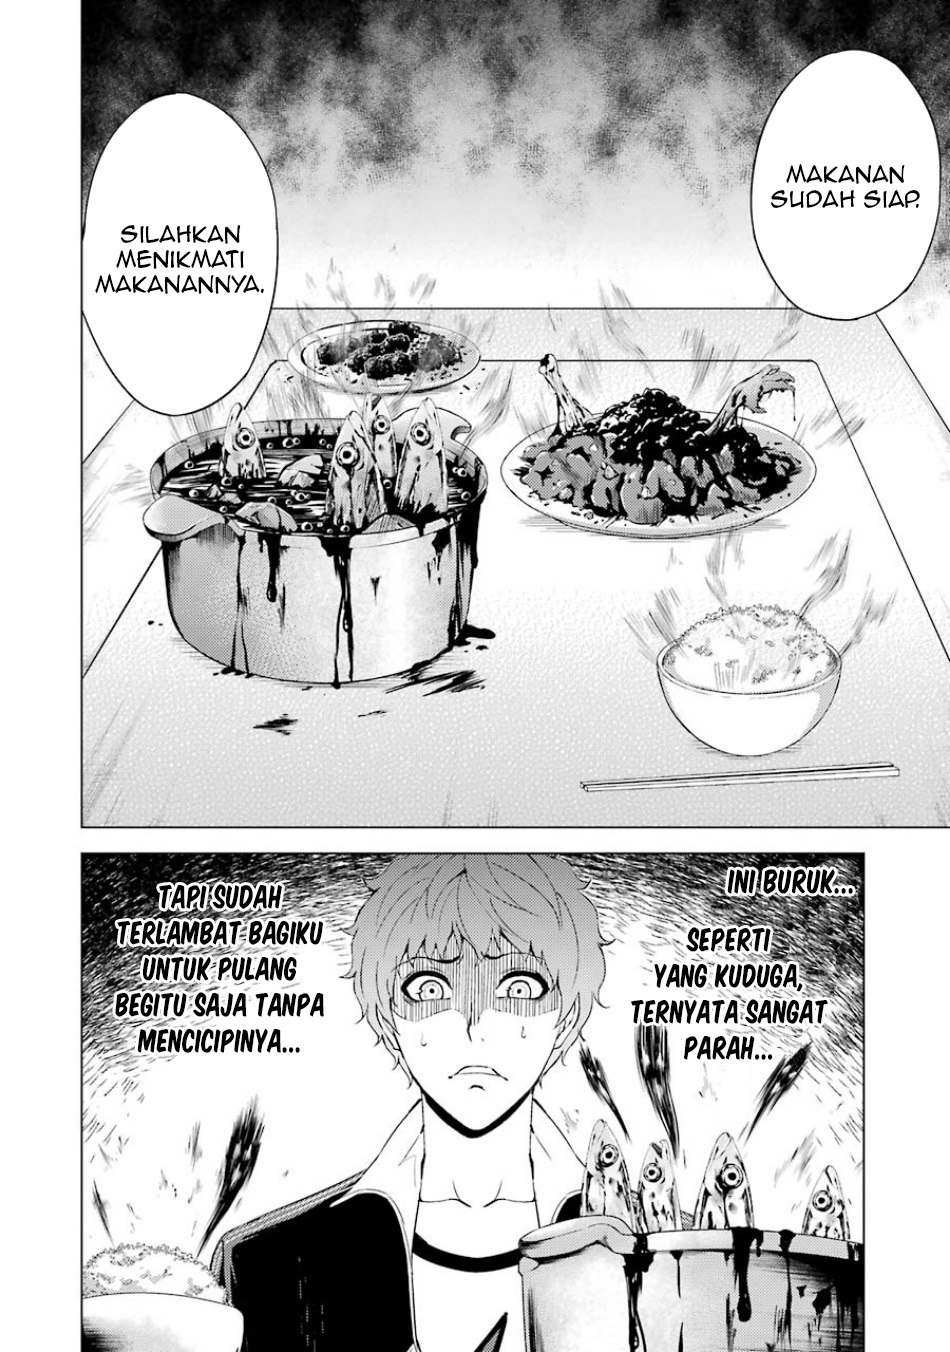 MAKANAN
SUDAH SIAP.
SILAHKAN
MENIKMATI
MAKANANNYA.
INI BURUK...
SEPERTI
YANG KUDUGA,
TERNYATA SANGAT
PARAH...
TAPI SUDAH
TERLAMBAT BAGIKU
UNTUK PULANG
BEGITU SAJA TANPA
MENCICIPINYA...